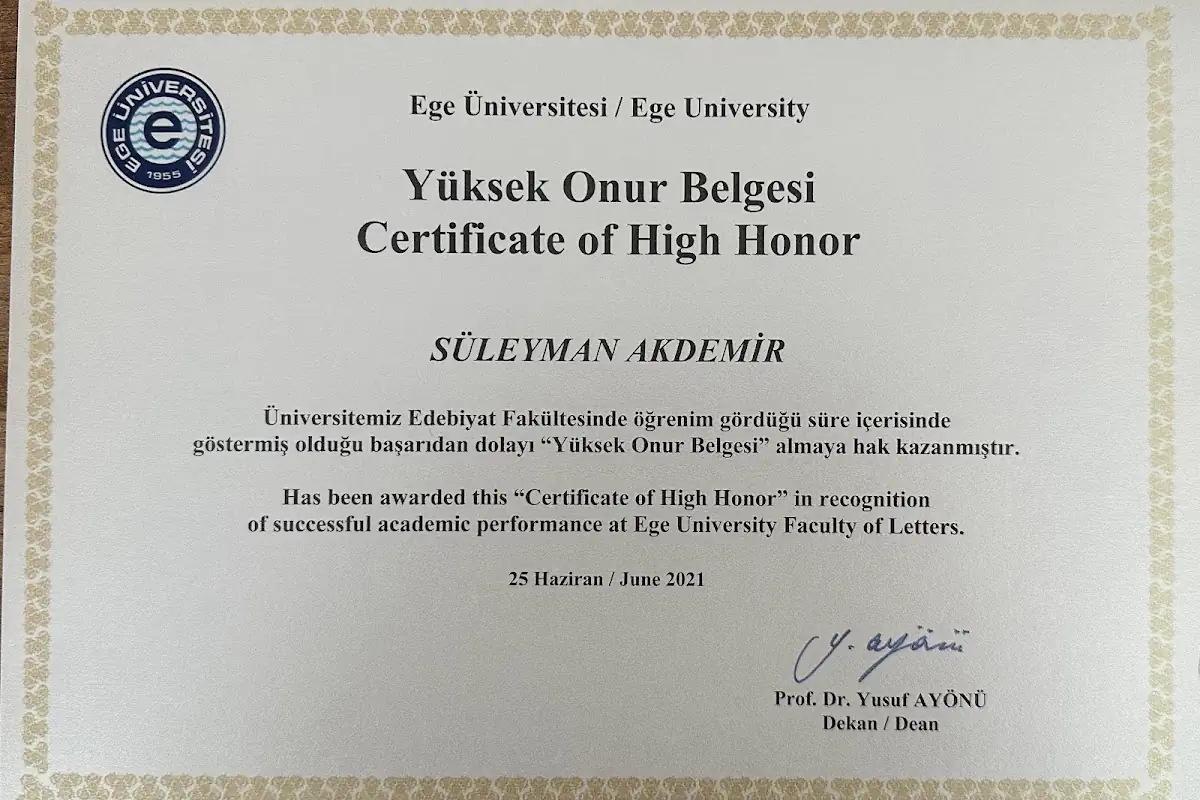 EGE ÜNİVERSİTESİ
e
1955
Ege Üniversitesi / Ege University
Yüksek Onur Belgesi
Certificate of High Honor
SÜLEYMAN AKDEMİR
Üniversitemiz Edebiyat Fakültesinde öğrenim gördüğü süre içerisinde
göstermiş olduğu başarıdan dolayı “Yüksek Onur Belgesi” almaya hak kazanmıştır.
Has been awarded this “Certificate of High Honor” in recognition
of successful academic performance at Ege University Faculty of Letters.
25 Haziran / June 2021
y. ayönü
Prof. Dr. Yusuf AYÖNÜ
Dekan / Dean